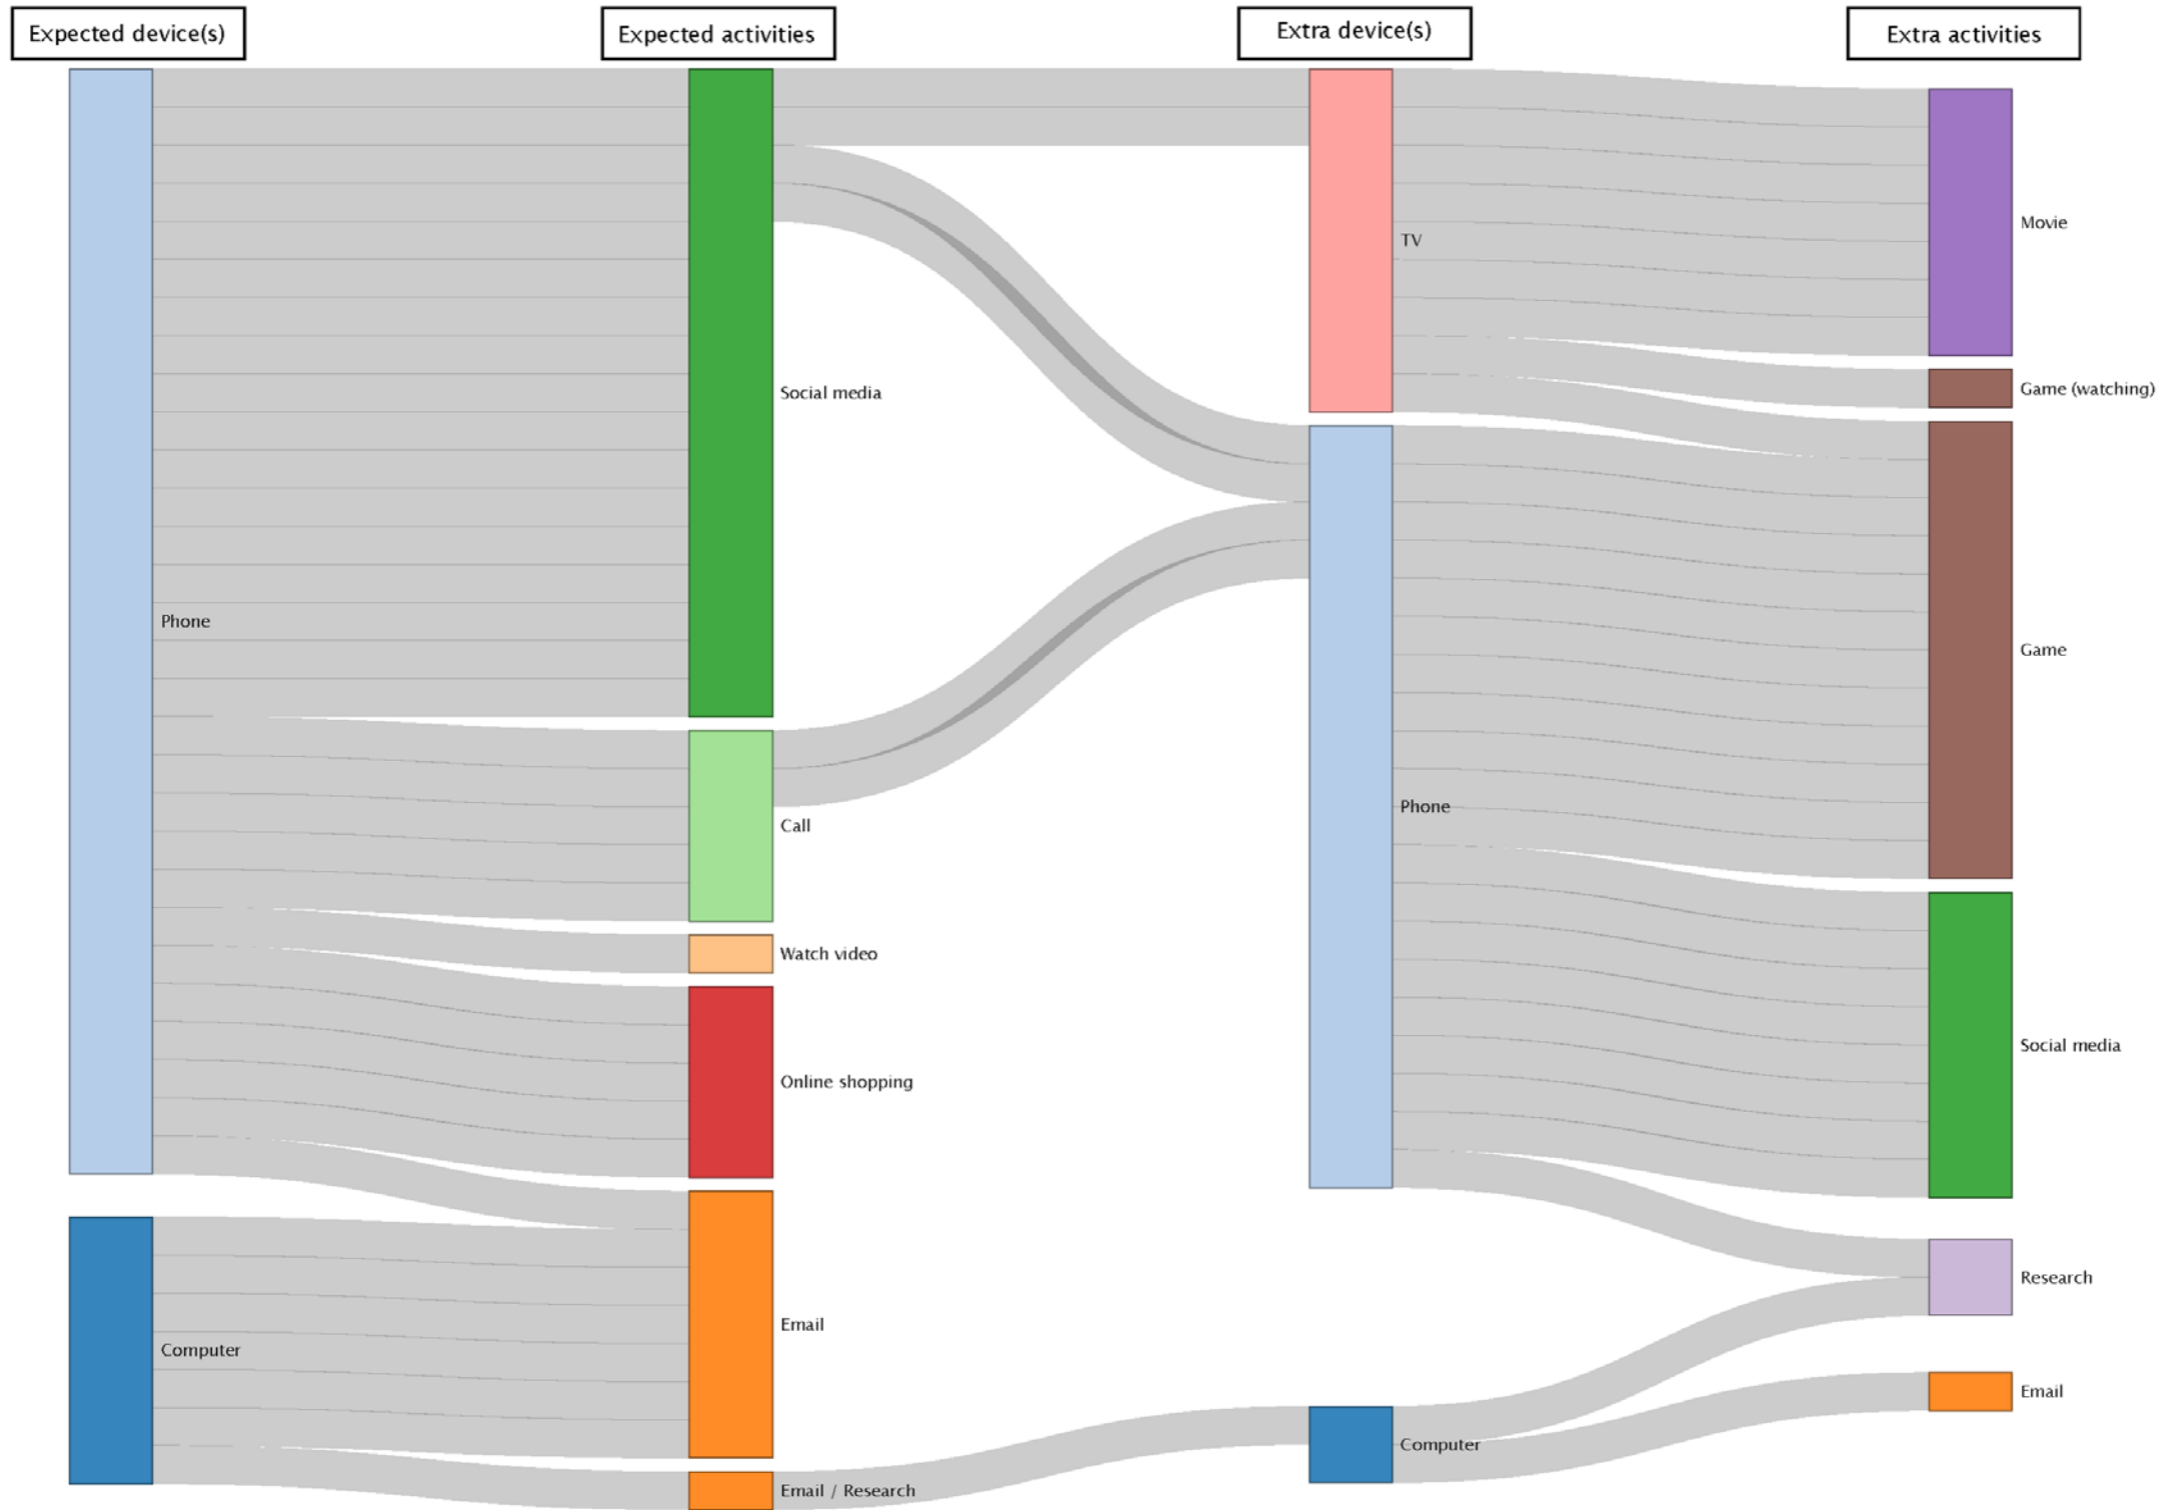 Expected device(s)
Expected activities
Extra device(s)
Extra activities
Phone
Computer
Social media
Call
Watch video
Online shopping
Email
Email / Research
TV
Phone
Computer
Movie
Game (watching)
Game
Social media
Research
Email